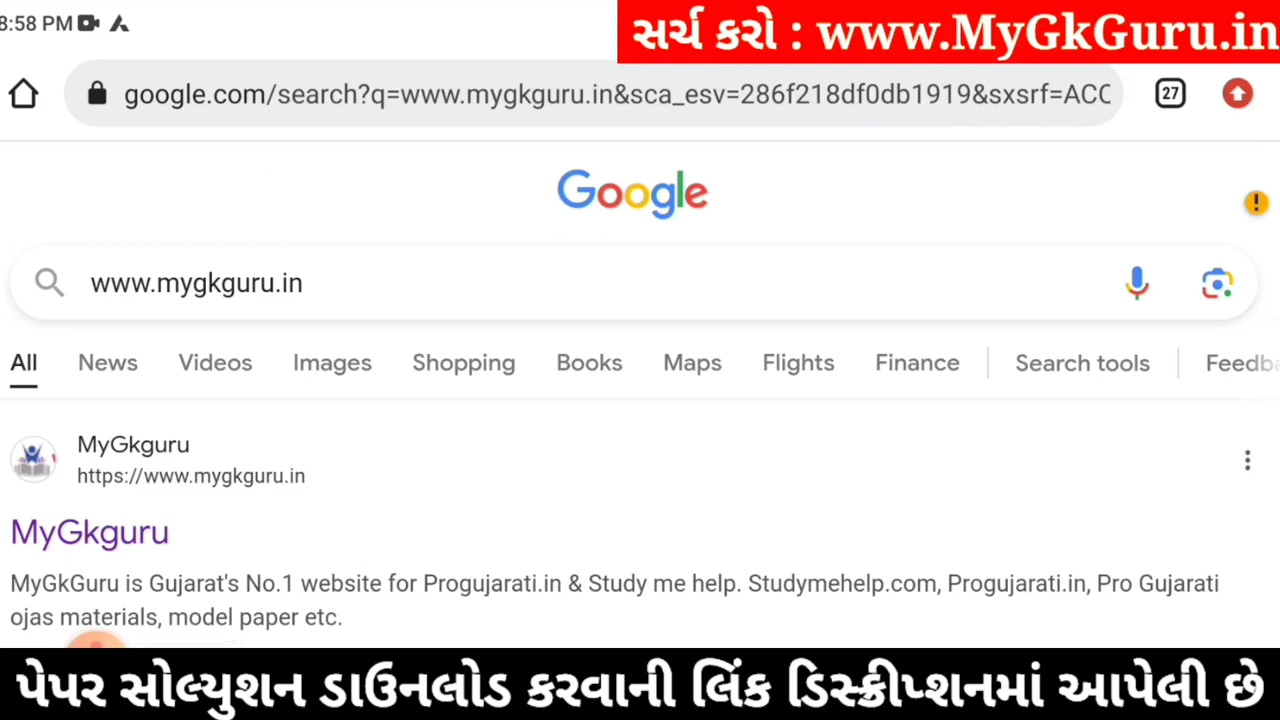 8:58 PM
સર્ચ કરો : www.MyGkGuru.in
google.com/search?q=www.mygkguru.in&sca_esv=286f218df0db1919&sxsrf=ACC
27
Google
www.mygkguru.in
All News Videos Images Shopping Books Maps Flights Finance Search tools Feedba
MyGkguru
https://www.mygkguru.in
MyGkguru
MyGkGuru is Gujarat's No.1 website for Progujarati.in & Study me help. Studymehelp.com, Progujarati.in, Pro Gujarati
ojas materials, model paper etc.
પેપર સોલ્યુશન ડાઉનલોડ કરવાની લિંક ડિસ્ક્રીપ્શનમાં આપેલી છે